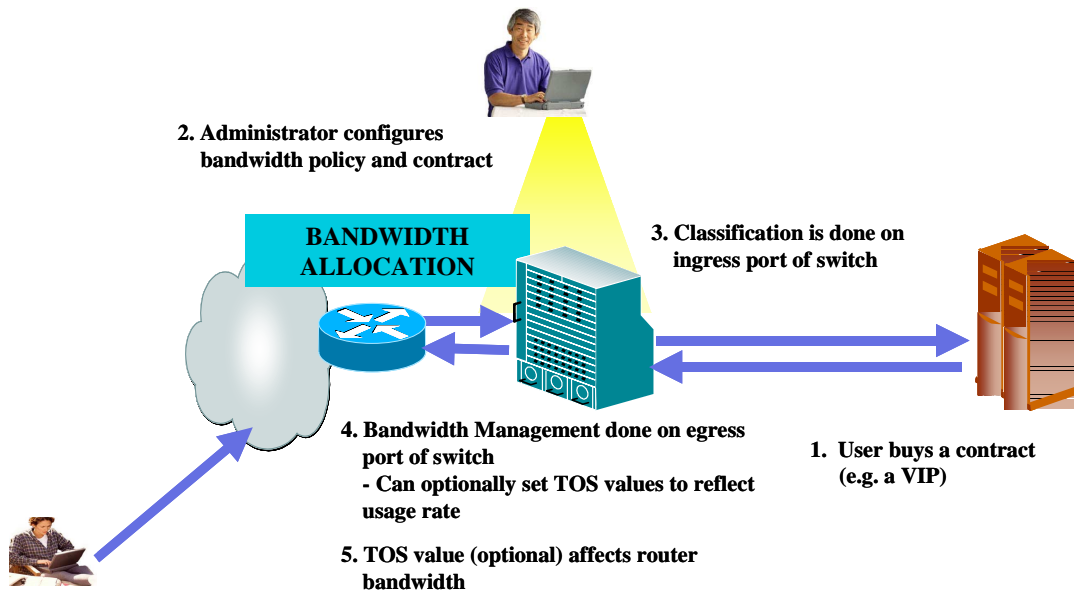 2. Administrator configures
bandwidth policy and contract
BANDWIDTH
ALLOCATION
3. Classification is done on
ingress port of switch
4. Bandwidth Management done on egress
port of switch
- Can optionally set TOS values to reflect
usage rate
1. User buys a contract
(e.g. a VIP)
5. TOS value (optional) affects router
bandwidth